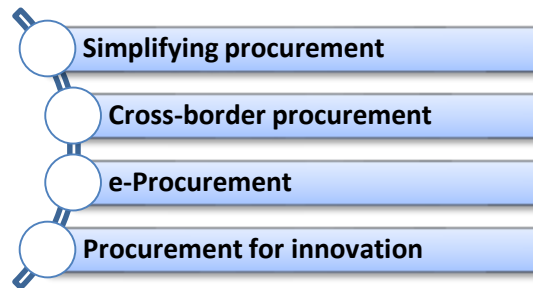 Simplifying procurement
Cross-border procurement
e-Procurement
Procurement for innovation